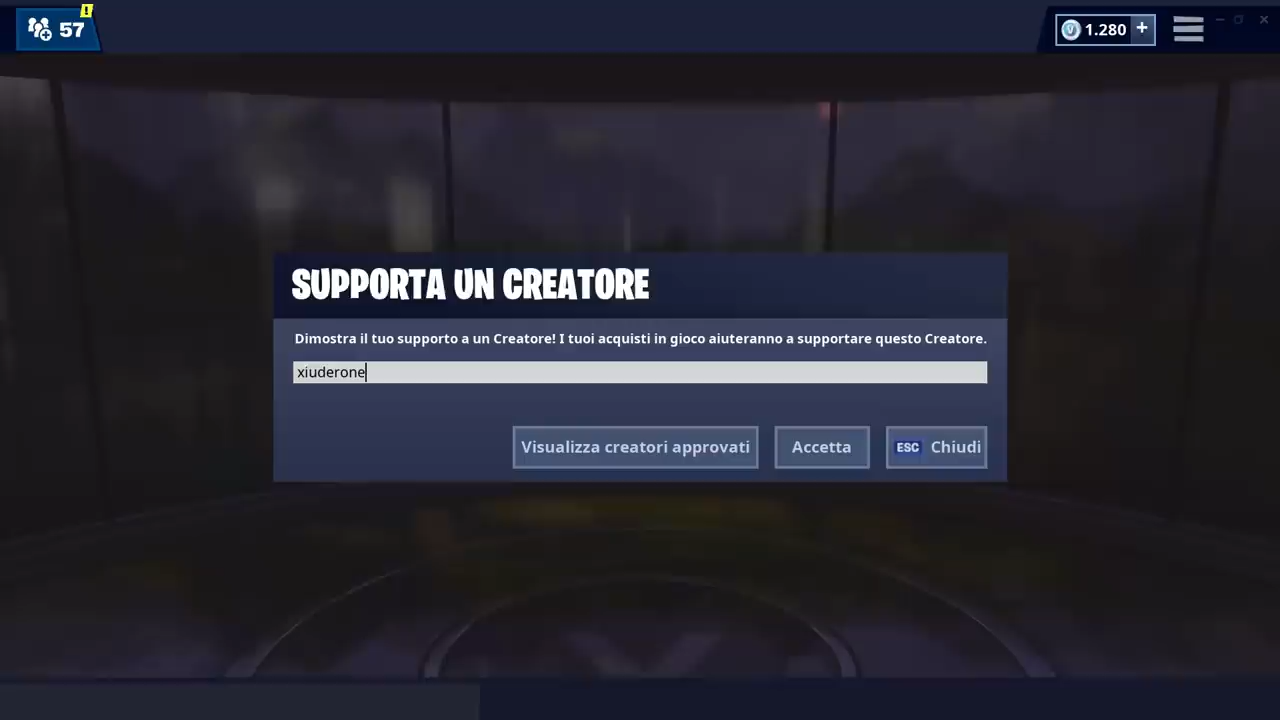 57
!
1.280 +
SUPPORTA UN CREATORE
Dimostra il tuo supporto a un Creatore! I tuoi acquisti in gioco aiuteranno a supportare questo Creatore.
xiuderone
Visualizza creatori approvati
Accetta
ESC Chiudi